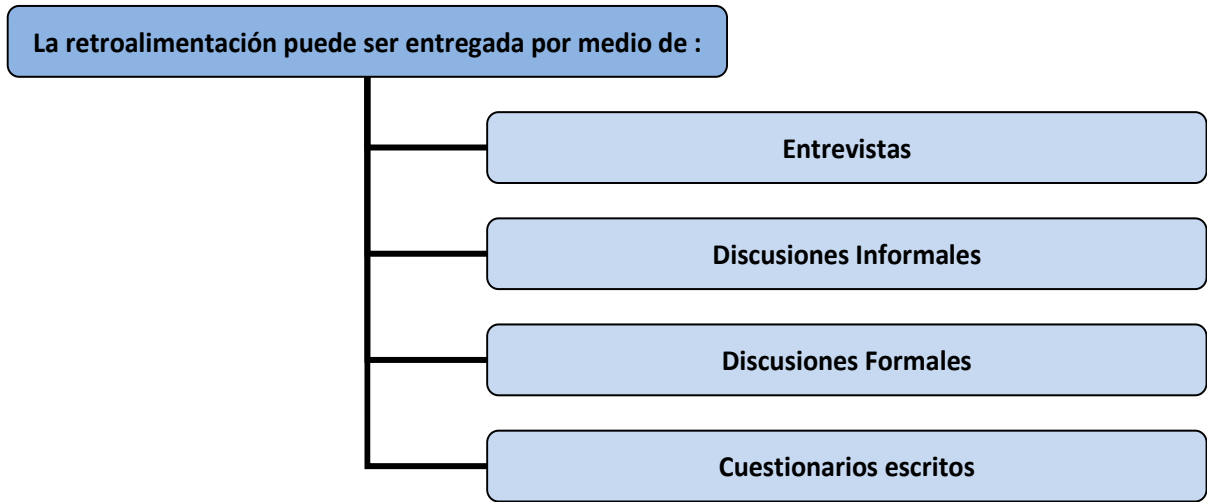 La retroalimentación puede ser entregada por medio de :
Entrevistas
Discusiones Informales
Discusiones Formales
Cuestionarios escritos